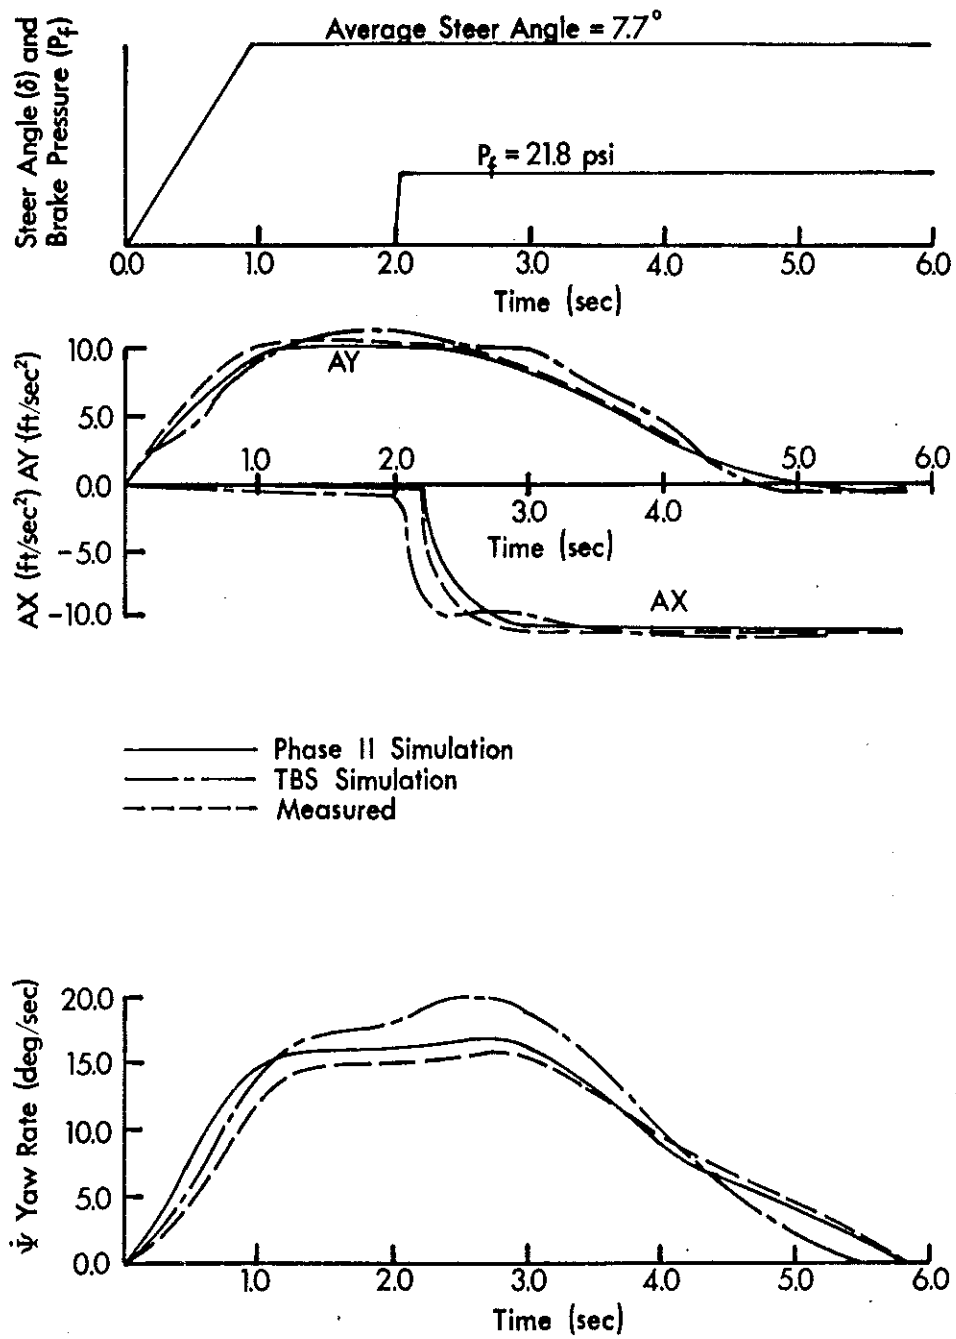 Steer Angle (δ) and
Brake Pressure (Pf)
Average Steer Angle = 7.7°
Pf = 21.8 psi
0.0 1.0 2.0 3.0 4.0 5.0 6.0
Time (sec)
AX (ft/sec²) AY (ft/sec²)
10.0
5.0
0.0
−5.0
−10.0
AY
1.0 2.0 3.0 4.0 5.0 6.0
Time (sec)
AX
Phase II Simulation
TBS Simulation
Measured
ψ̇ Yaw Rate (deg/sec)
20.0
15.0
10.0
5.0
0.0
1.0 2.0 3.0 4.0 5.0 6.0
Time (sec)